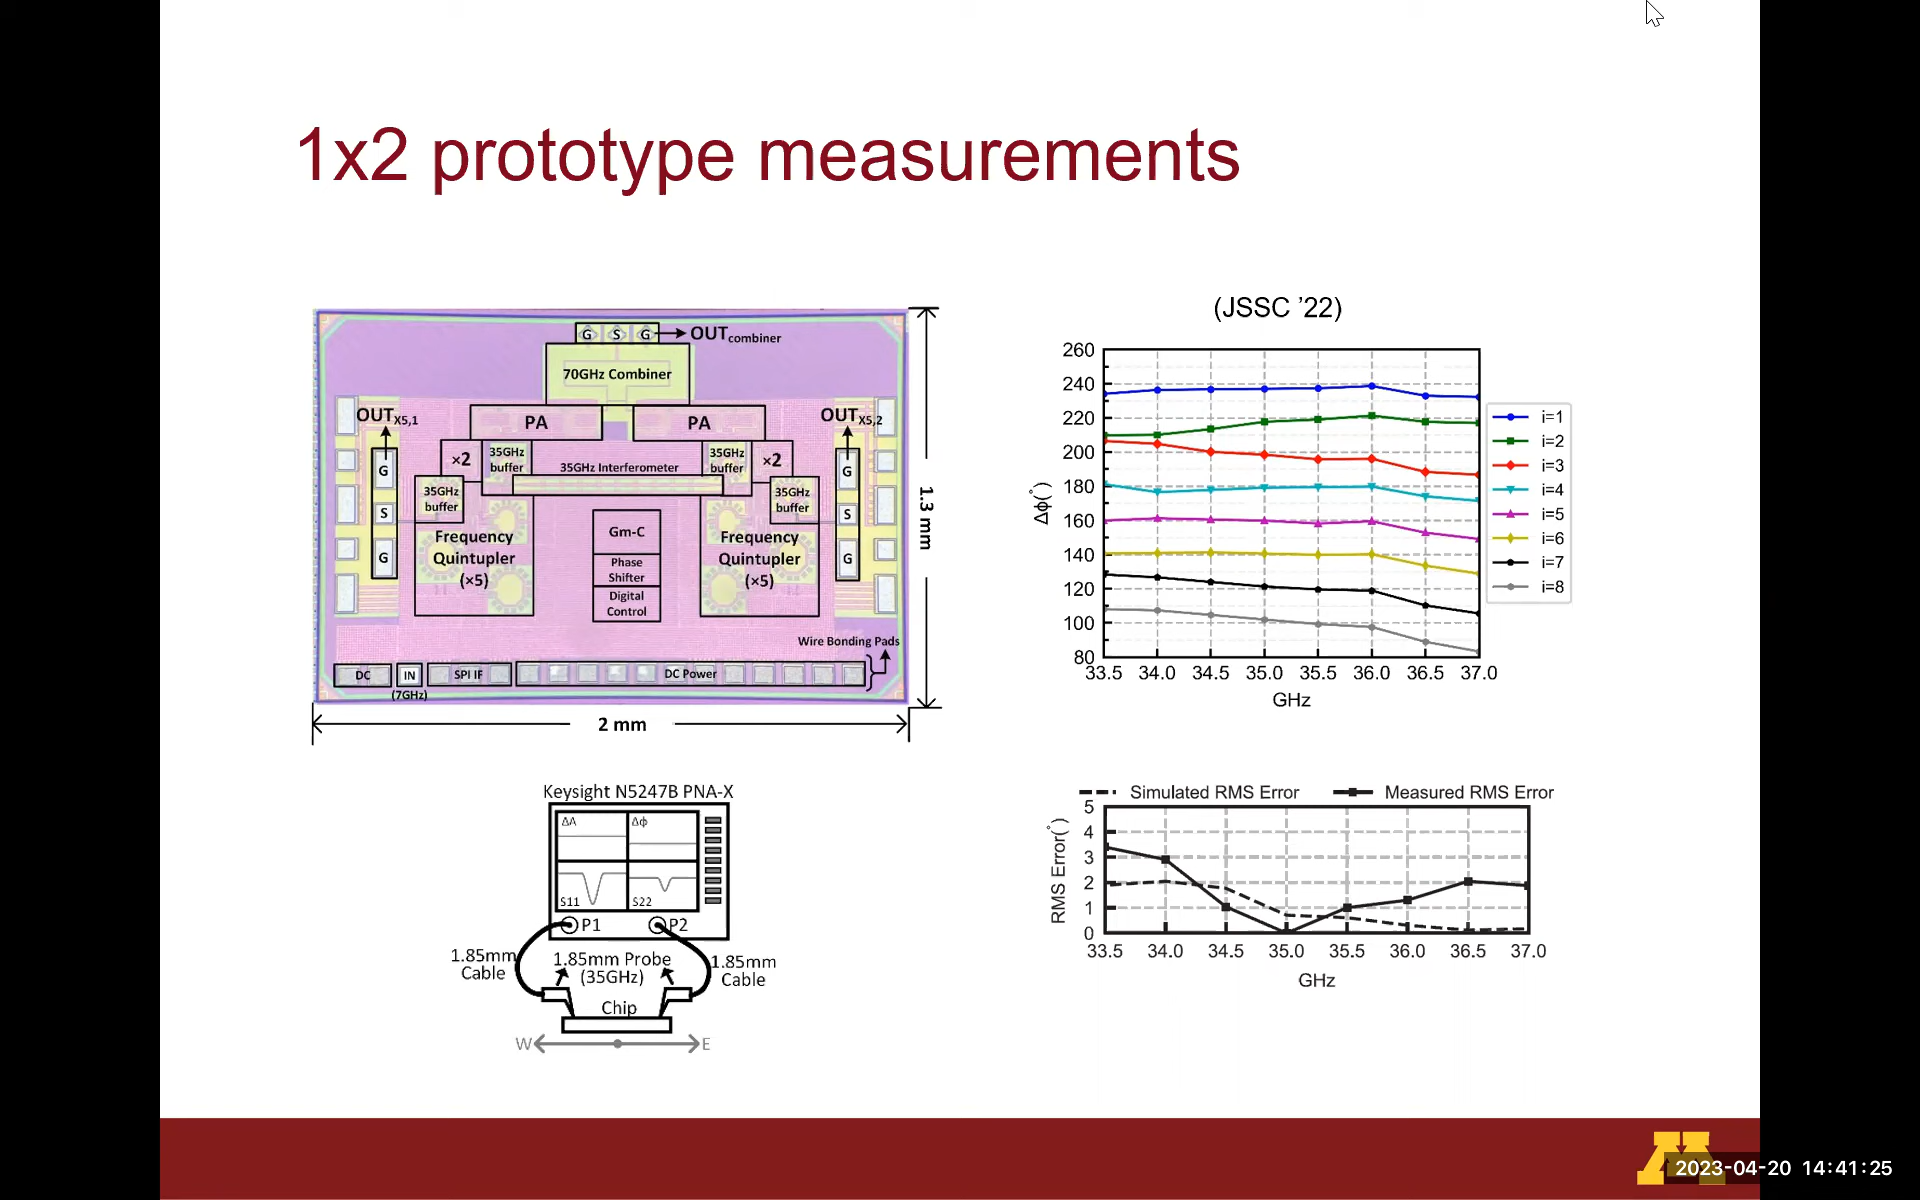 1x2 prototype measurements
G S G
OUTcombiner
70GHz Combiner
OUTX5,1
PA
PA
OUTX5,2
×2
35GHz
buffer
35GHz Interferometer
35GHz
buffer
×2
G
S
G
35GHz
buffer
35GHz
buffer
G
S
G
Frequency
Quintupler
(×5)
Gm-C
Phase
Shifter
Digital
Control
Frequency
Quintupler
(×5)
Wire Bonding Pads
DC
IN
SPI IF
DC Power
(7GHz)
2 mm
1.3 mm
(JSSC ’22)
Δϕ(°)
260
240
220
200
180
160
140
120
100
80
33.5 34.0 34.5 35.0 35.5 36.0 36.5 37.0
GHz
i=1
i=2
i=3
i=4
i=5
i=6
i=7
i=8
Keysight N5247B PNA-X
ΔA
Δϕ
S11
S22
P1
P2
1.85mm
Cable
1.85mm Probe
(35GHz)
1.85mm
Cable
Chip
W
E
Simulated RMS Error
Measured RMS Error
RMS Error(°)
5
4
3
2
1
0
33.5 34.0 34.5 35.0 35.5 36.0 36.5 37.0
GHz
2023-04-20 14:41:25